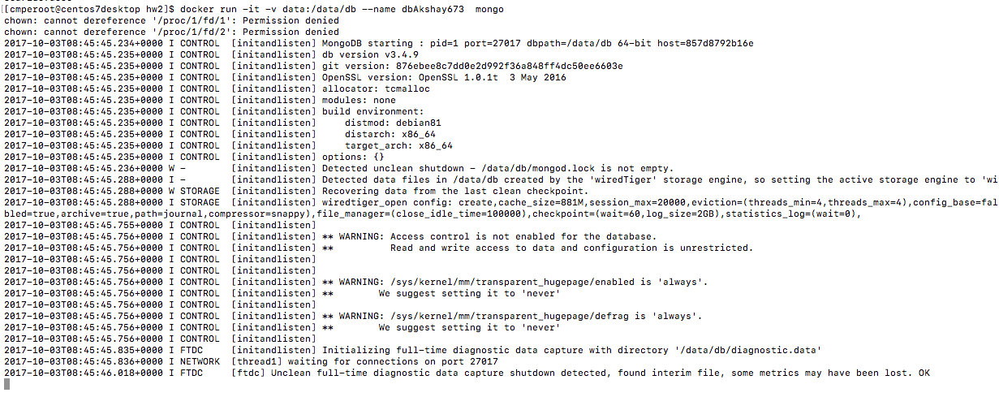 [[cmperoot@centos7desktop hw2]$ docker run -it -v data:/data/db --name dbAkshay673  mongo
chown: cannot dereference '/proc/1/fd/1': Permission denied
chown: cannot dereference '/proc/1/fd/2': Permission denied
2017-10-03T08:45:45.234+0000 I CONTROL  [initandlisten] MongoDB starting : pid=1 port=27017 dbpath=/data/db 64-bit host=857d8792b16e
2017-10-03T08:45:45.235+0000 I CONTROL  [initandlisten] db version v3.4.9
2017-10-03T08:45:45.235+0000 I CONTROL  [initandlisten] git version: 876ebee8c7dd0e2d992f36a848ff4dc50ee6603e
2017-10-03T08:45:45.235+0000 I CONTROL  [initandlisten] OpenSSL version: OpenSSL 1.0.1t  3 May 2016
2017-10-03T08:45:45.235+0000 I CONTROL  [initandlisten] allocator: tcmalloc
2017-10-03T08:45:45.235+0000 I CONTROL  [initandlisten] modules: none
2017-10-03T08:45:45.235+0000 I CONTROL  [initandlisten] build environment:
2017-10-03T08:45:45.235+0000 I CONTROL  [initandlisten]     distmod: debian81
2017-10-03T08:45:45.235+0000 I CONTROL  [initandlisten]     distarch: x86_64
2017-10-03T08:45:45.235+0000 I CONTROL  [initandlisten]     target_arch: x86_64
2017-10-03T08:45:45.235+0000 I CONTROL  [initandlisten] options: {}
2017-10-03T08:45:45.236+0000 W -        [initandlisten] Detected unclean shutdown - /data/db/mongod.lock is not empty.
2017-10-03T08:45:45.288+0000 I -        [initandlisten] Detected data files in /data/db created by the 'wiredTiger' storage engine, so setting the active storage engine to 'wi
2017-10-03T08:45:45.288+0000 W STORAGE  [initandlisten] Recovering data from the last clean checkpoint.
2017-10-03T08:45:45.288+0000 I STORAGE  [initandlisten] wiredtiger_open config: create,cache_size=881M,session_max=20000,eviction=(threads_min=4,threads_max=4),config_base=fal
bled=true,archive=true,path=journal,compressor=snappy),file_manager=(close_idle_time=100000),checkpoint=(wait=60,log_size=2GB),statistics_log=(wait=0),
2017-10-03T08:45:45.755+0000 I CONTROL  [initandlisten]
2017-10-03T08:45:45.756+0000 I CONTROL  [initandlisten] ** WARNING: Access control is not enabled for the database.
2017-10-03T08:45:45.756+0000 I CONTROL  [initandlisten] **          Read and write access to data and configuration is unrestricted.
2017-10-03T08:45:45.756+0000 I CONTROL  [initandlisten]
2017-10-03T08:45:45.756+0000 I CONTROL  [initandlisten]
2017-10-03T08:45:45.756+0000 I CONTROL  [initandlisten] ** WARNING: /sys/kernel/mm/transparent_hugepage/enabled is 'always'.
2017-10-03T08:45:45.756+0000 I CONTROL  [initandlisten] **        We suggest setting it to 'never'
2017-10-03T08:45:45.756+0000 I CONTROL  [initandlisten]
2017-10-03T08:45:45.756+0000 I CONTROL  [initandlisten] ** WARNING: /sys/kernel/mm/transparent_hugepage/defrag is 'always'.
2017-10-03T08:45:45.756+0000 I CONTROL  [initandlisten] **        We suggest setting it to 'never'
2017-10-03T08:45:45.756+0000 I CONTROL  [initandlisten]
2017-10-03T08:45:45.835+0000 I FTDC     [initandlisten] Initializing full-time diagnostic data capture with directory '/data/db/diagnostic.data'
2017-10-03T08:45:45.836+0000 I NETWORK  [thread1] waiting for connections on port 27017
2017-10-03T08:45:46.018+0000 I FTDC     [ftdc] Unclean full-time diagnostic data capture shutdown detected, found interim file, some metrics may have been lost. OK